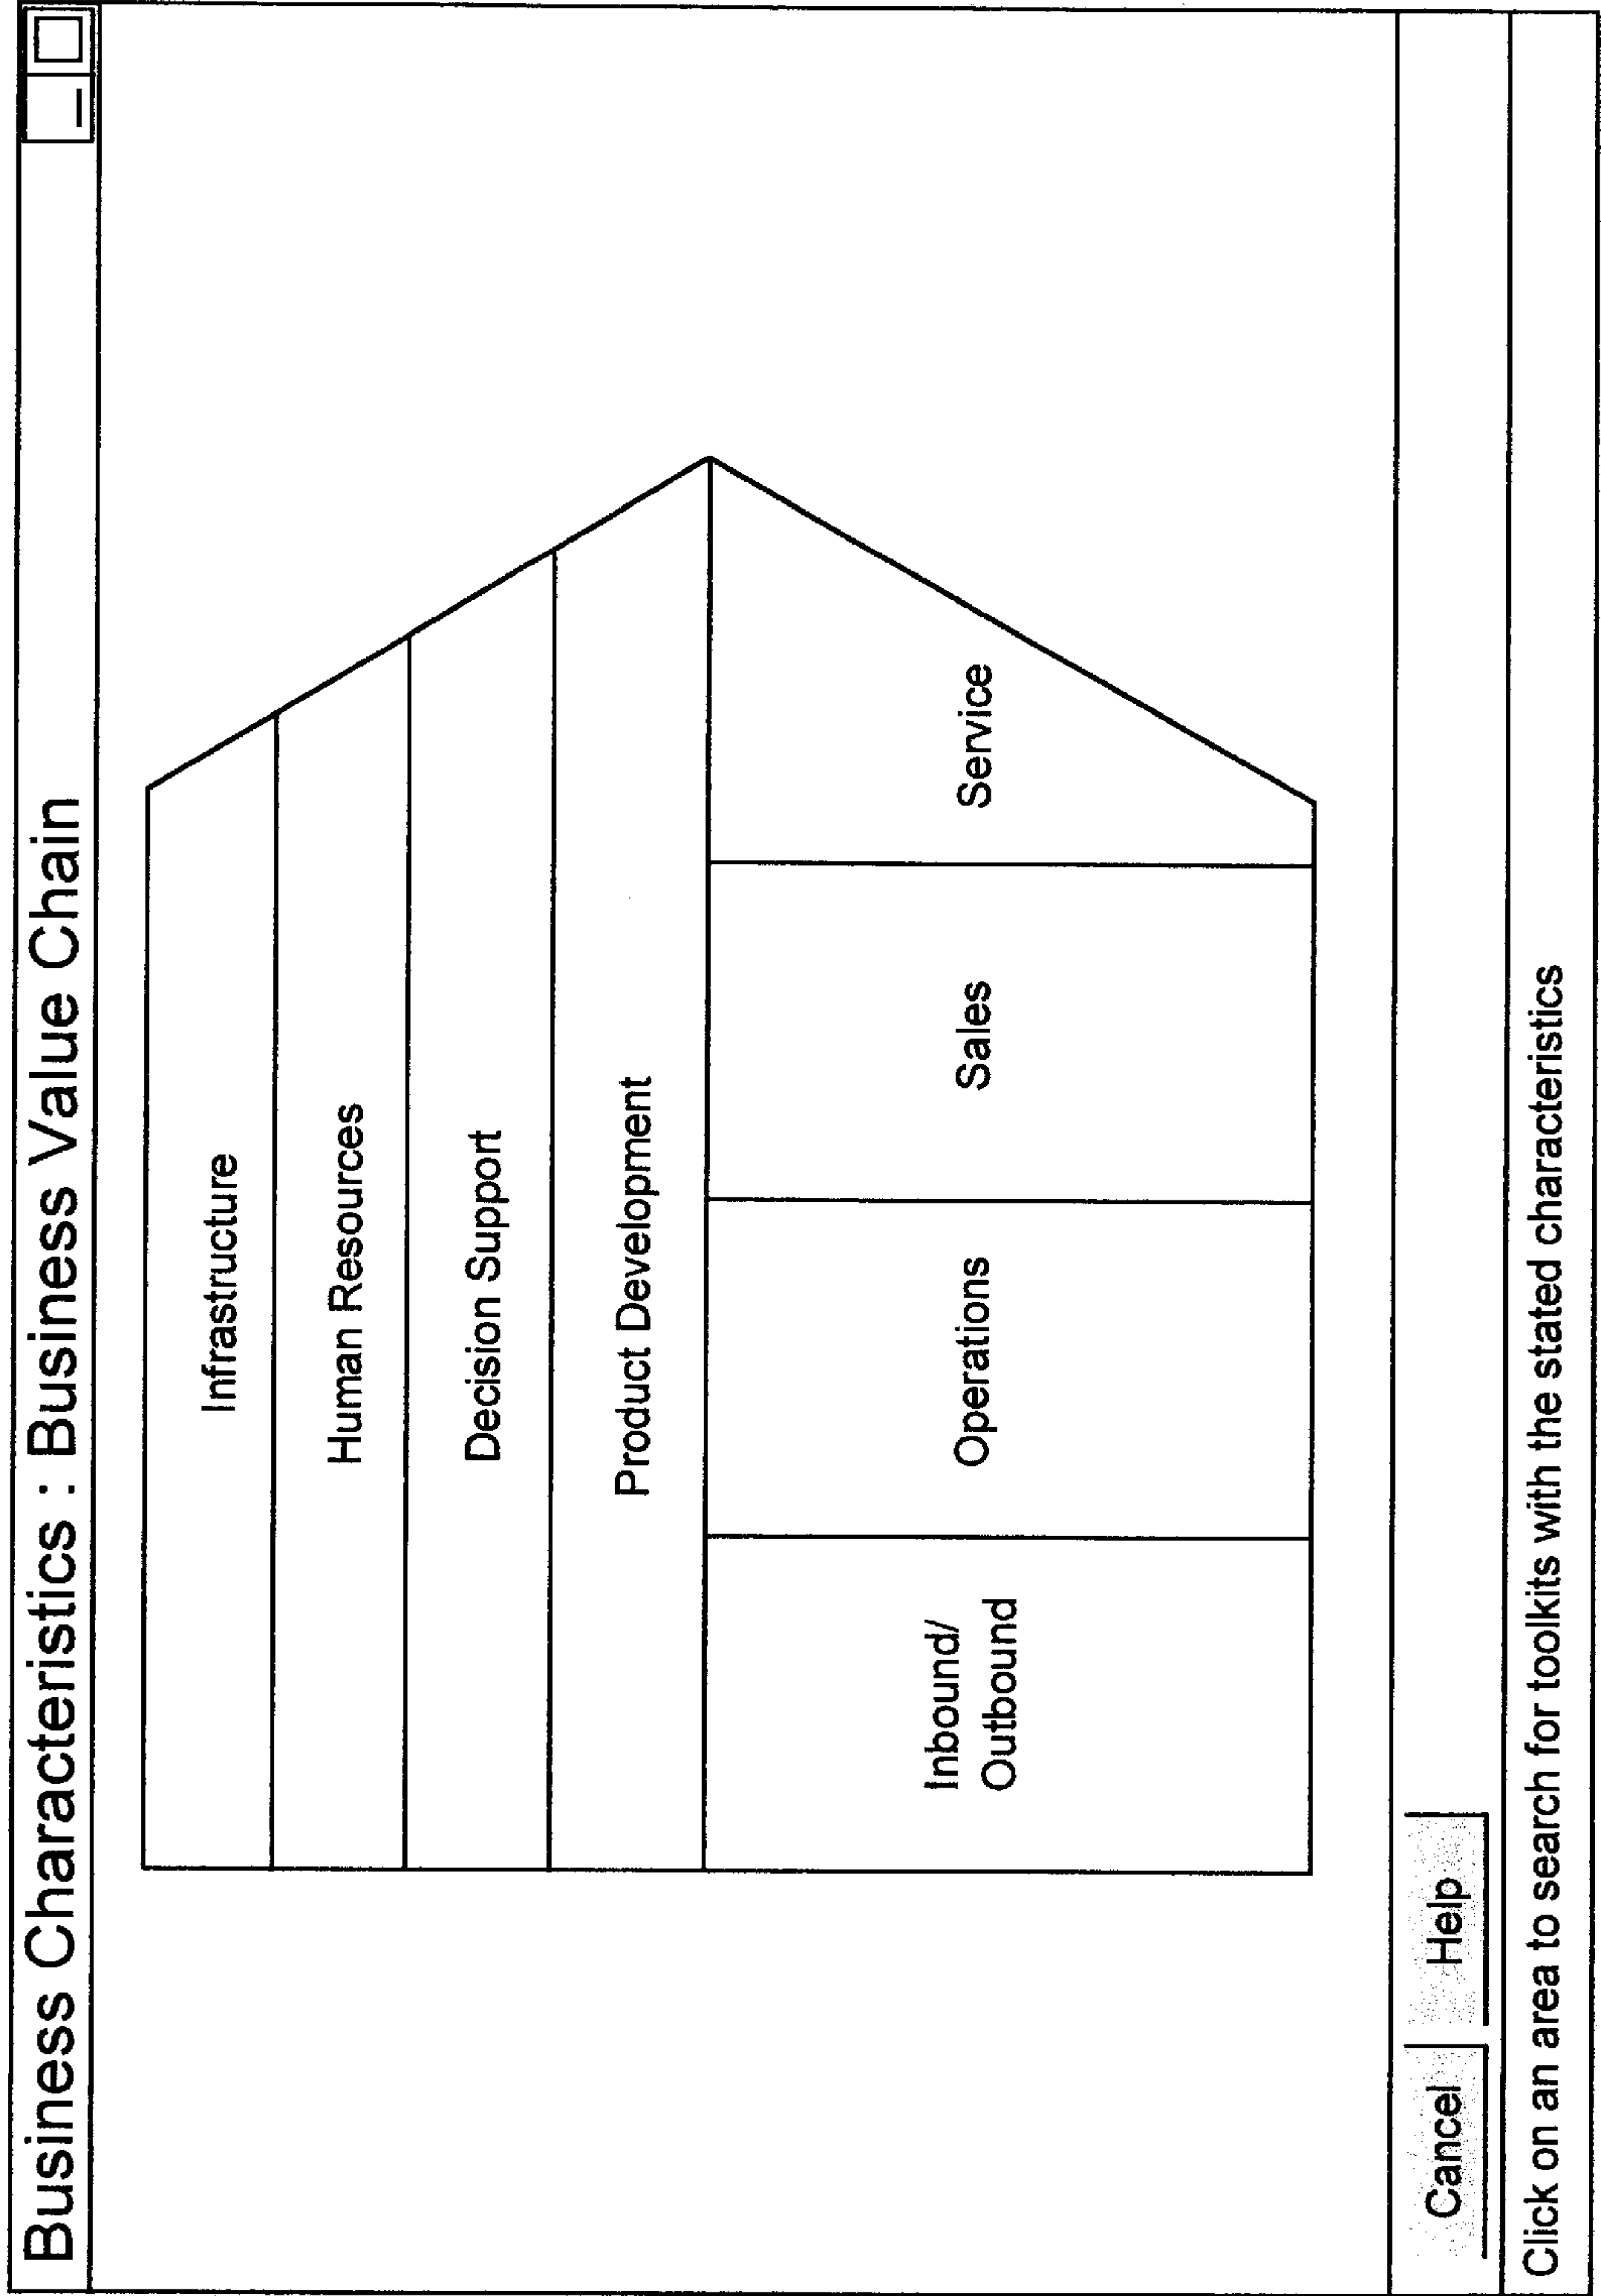 Business Characteristics : Business Value Chain
Infrastructure
Human Resources
Decision Support
Product Development
Inbound/
Outbound
Operations
Sales
Service
Cancel
Help
Click on an area to search for toolkits with the stated characteristics